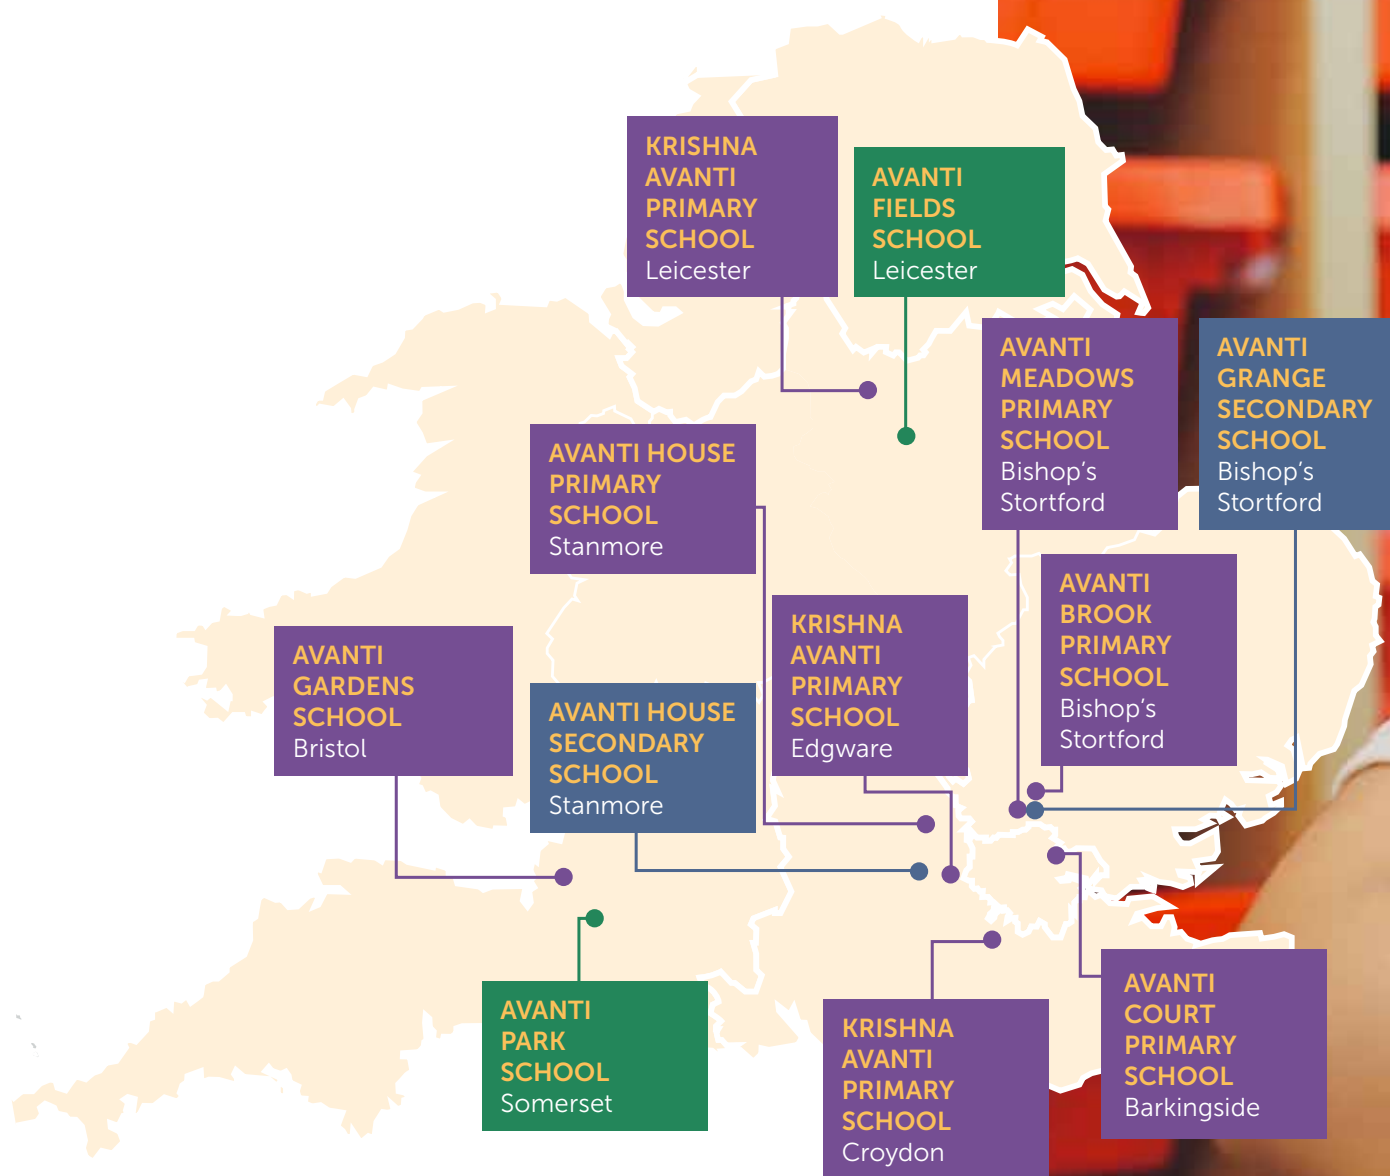 KRISHNA
AVANTI
PRIMARY
SCHOOL
Leicester
AVANTI
FIELDS
SCHOOL
Leicester
AVANTI
MEADOWS
PRIMARY
SCHOOL
Bishop’s
Stortford
AVANTI
GRANGE
SECONDARY
SCHOOL
Bishop’s
Stortford
AVANTI HOUSE
PRIMARY
SCHOOL
Stanmore
AVANTI
BROOK
PRIMARY
SCHOOL
Bishop’s
Stortford
KRISHNA
AVANTI
PRIMARY
SCHOOL
Edgware
AVANTI
GARDENS
SCHOOL
Bristol
AVANTI HOUSE
SECONDARY
SCHOOL
Stanmore
AVANTI
PARK
SCHOOL
Somerset
KRISHNA
AVANTI
PRIMARY
SCHOOL
Croydon
AVANTI
COURT
PRIMARY
SCHOOL
Barkingside